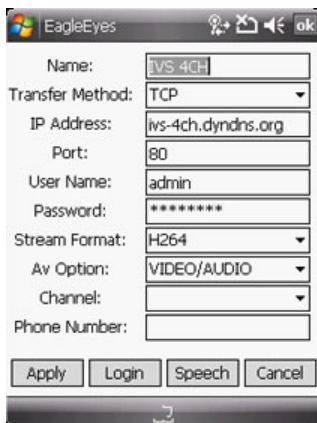 EagleEyes ok
Name: IVS 4CH
Transfer Method: TCP
IP Address: ivs-4ch.dyndns.org
Port: 80
User Name: admin
Password: ********
Stream Format: H264
Av Option: VIDEO/AUDIO
Channel:
Phone Number:
Apply Login Speech Cancel